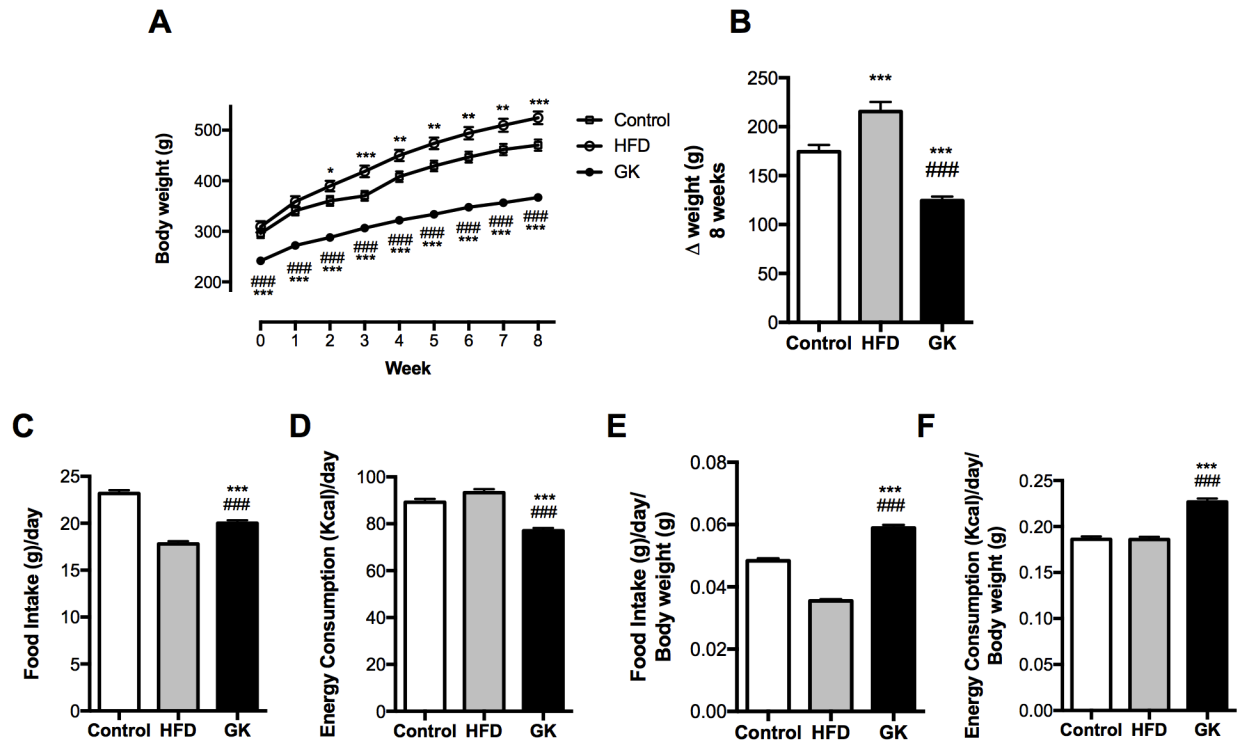 A
Body weight (g)
500
400
300
200
* *** ** ** ** ** ***
### ### ### ### ### ### ### ### ###
*** *** *** *** *** *** *** *** ***
0 1 2 3 4 5 6 7 8
Week
Control
HFD
GK
B
Δ weight (g)
8 weeks
250
200
150
100
50
0
***
***
###
Control HFD GK
C
Food Intake (g)/day
25
20
15
10
5
0
***
###
Control HFD GK
D
Energy Consumption (Kcal)/day
100
80
60
40
20
0
***
###
Control HFD GK
E
Food Intake (g)/day/
Body weight (g)
0.08
0.06
0.04
0.02
0.00
***
###
Control HFD GK
F
Energy Consumption (Kcal)/day/
Body weight (g)
0.25
0.20
0.15
0.10
0.05
0.00
***
###
Control HFD GK